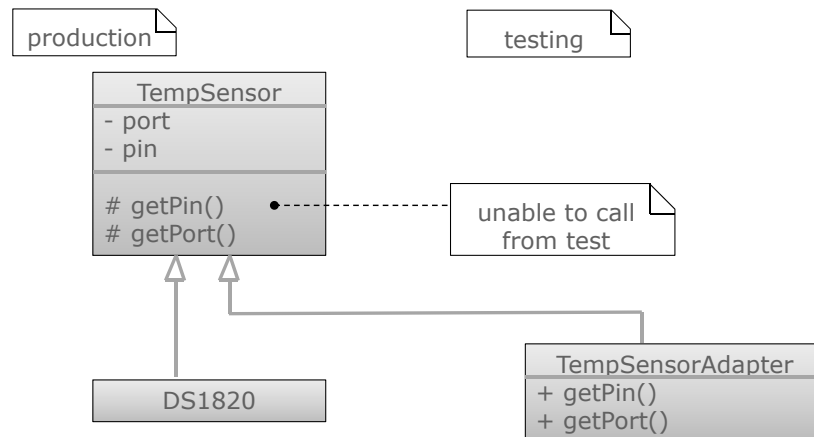 production
testing
TempSensor
- port
- pin
# getPin()
# getPort()
unable to call
from test
DS1820
TempSensorAdapter
+ getPin()
+ getPort()